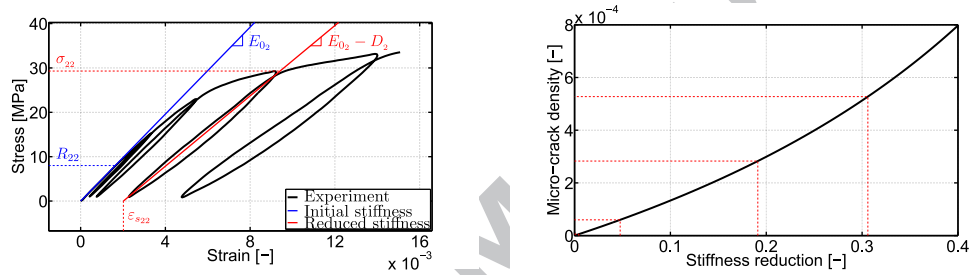 40
30
20
10
0
Stress [MPa]
σ₂₂
R₂₂
E₀₂
E₀₂ − D₂
ε_s₂₂
Experiment
Initial stiffness
Reduced stiffness
0 4 8 12 16
Strain [−]
x 10⁻³
8 x 10⁻⁴
6
4
2
0
Micro−crack density [−]
0 0.1 0.2 0.3 0.4
Stiffness reduction [−]